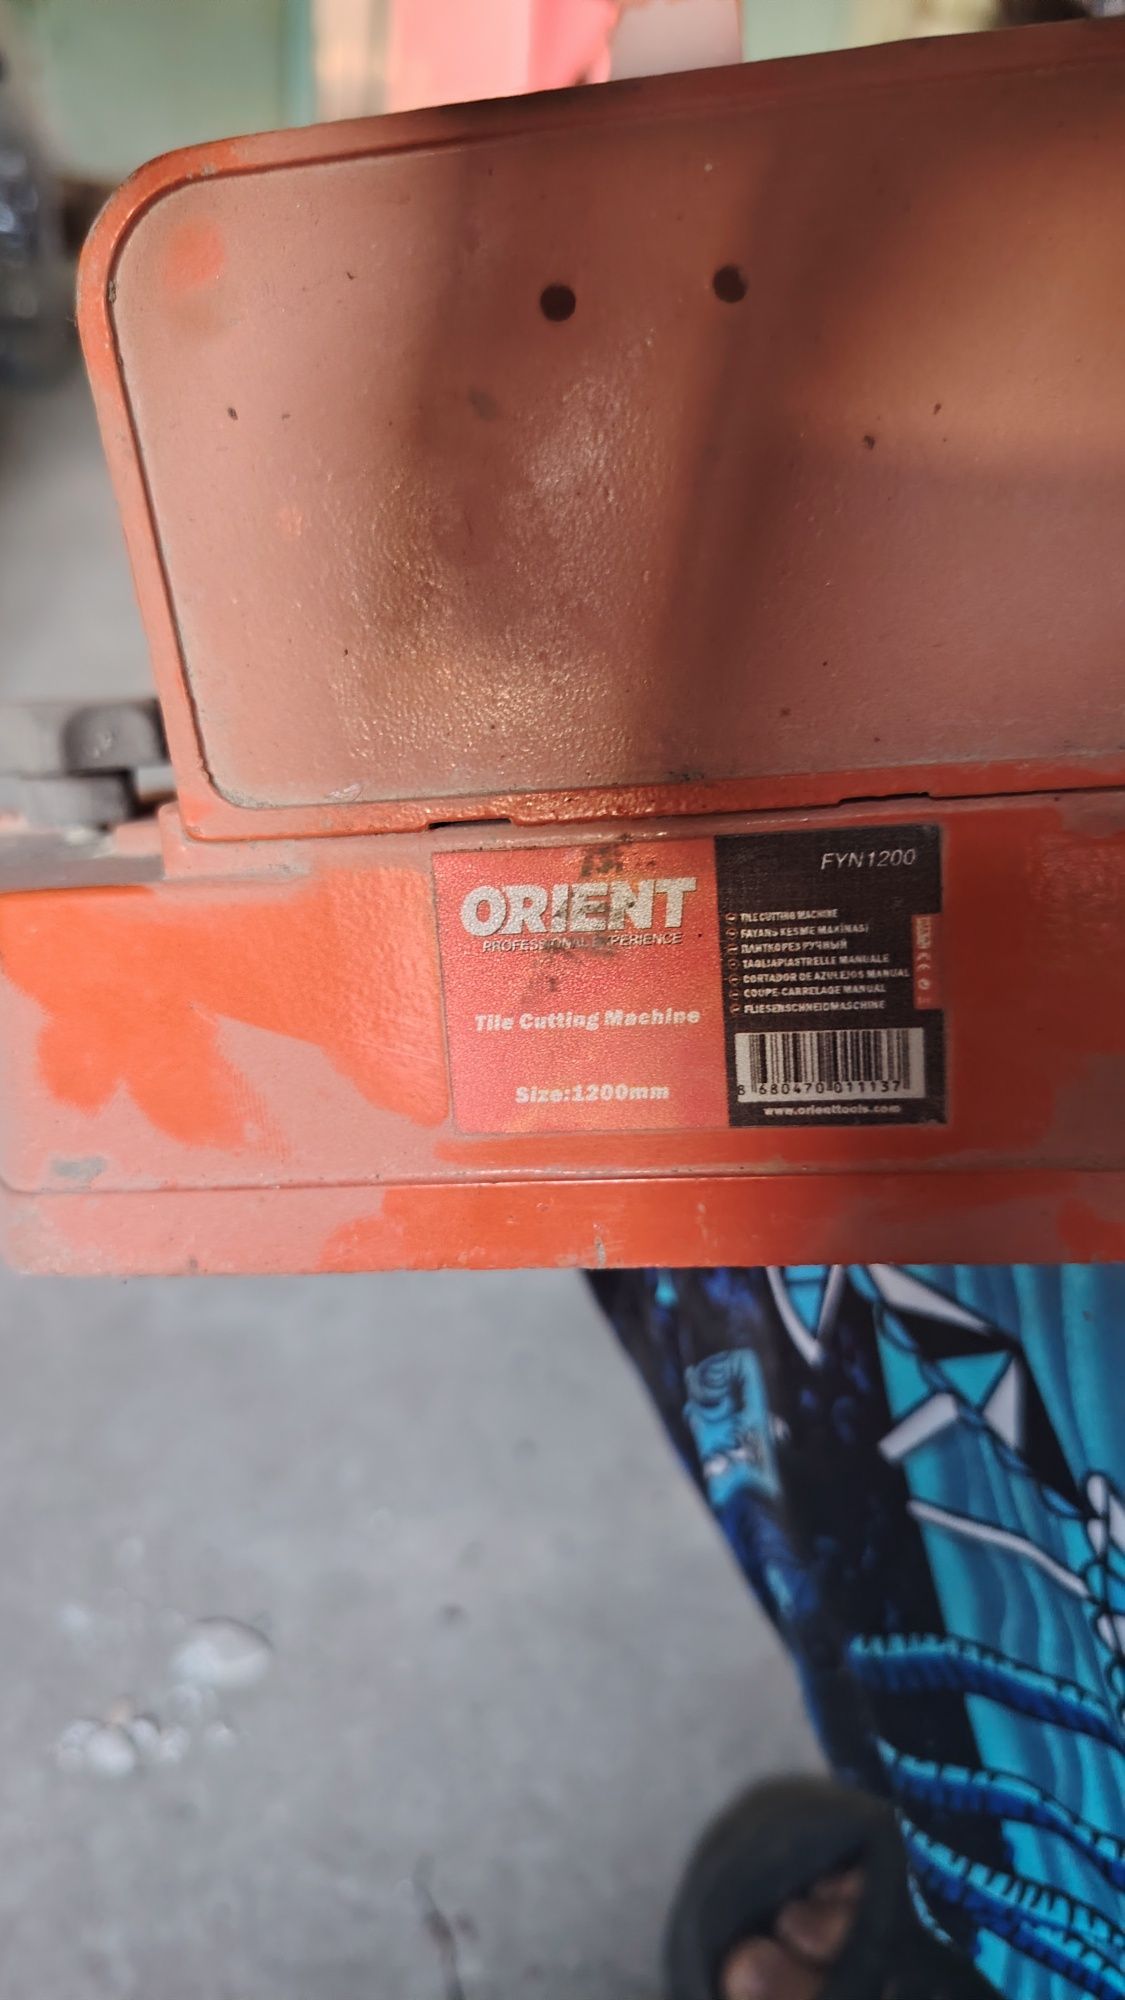 ORIENT
PROFESSIONAL EXPERIENCE
Tile Cutting Machine
Size:1200mm
FYN1200
TILE CUTTING MACHINE
FAYANS KESME MAKİNASI
ПЛИТКОРЕЗ РУЧНЫЙ
TAGLIAPIASTRELLE MANUALE
CORTADOR DE AZULEJOS MANUAL
COUPE-CARRELAGE MANUAL
FLIESENSCHNEIDMASCHINE
8 680470 011137
www.orienttools.com